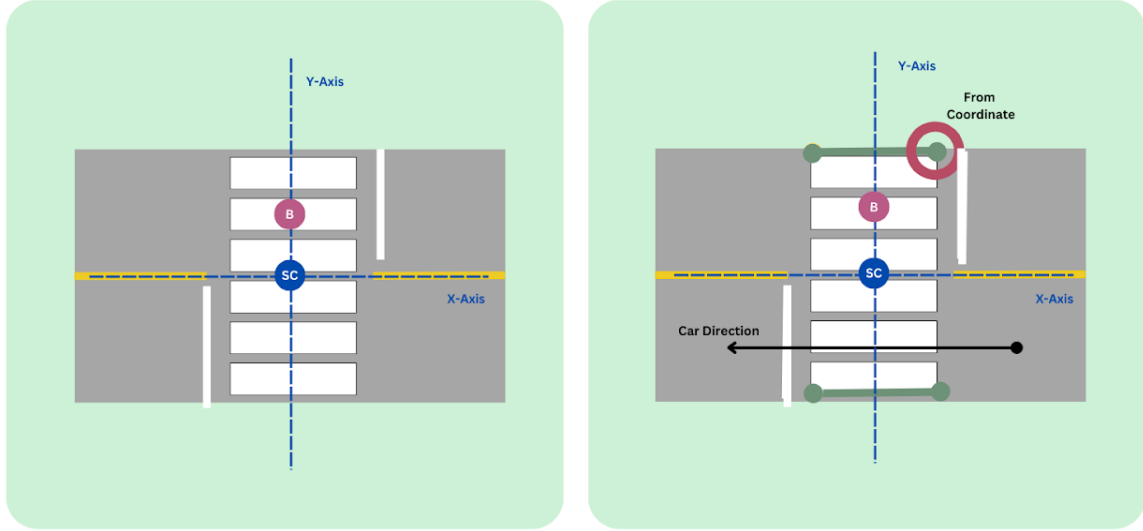 Y-Axis
B
SC
X-Axis
Y-Axis
From
Coordinate
B
SC
X-Axis
Car Direction